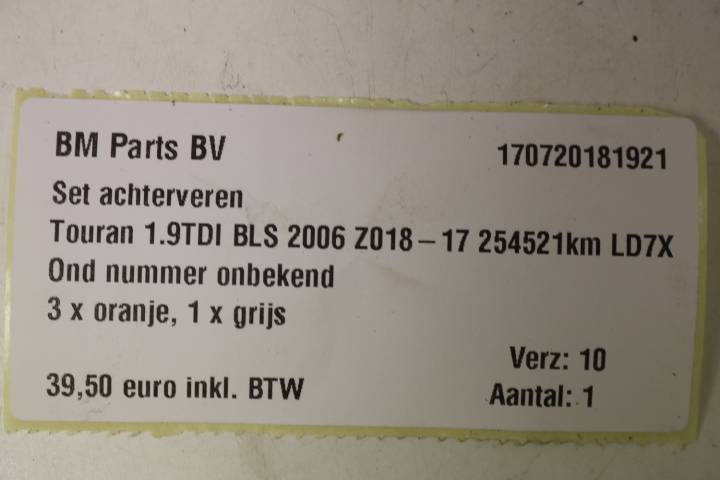 BM Parts BV 170720181921
Set achterveren
Touran 1.9TDI BLS 2006 Z018-17 254521km LD7X
Ond nummer onbekend
3 x oranje, 1 x grijs
Verz: 10
39,50 euro inkl. BTW Aantal: 1